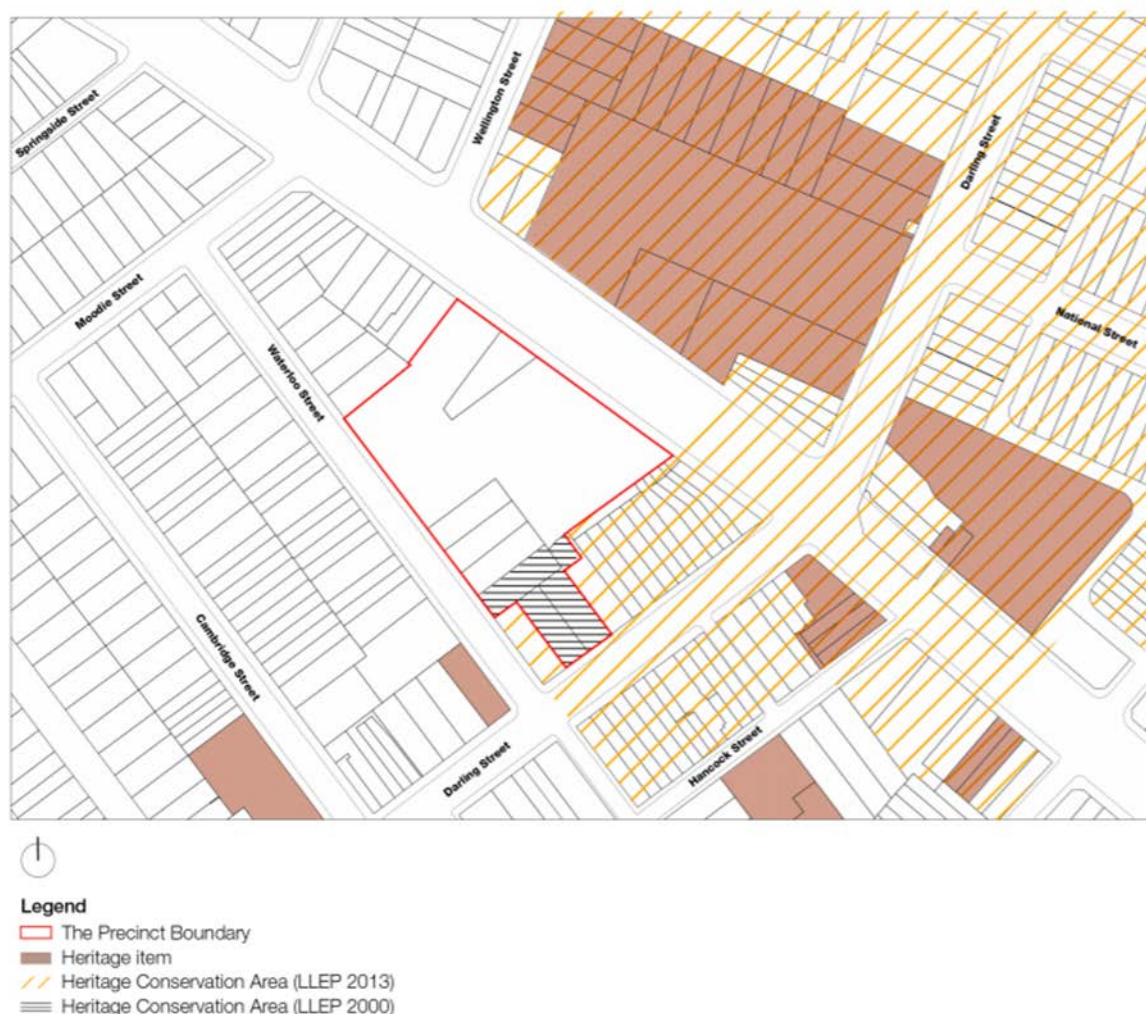 Springside Street
Wellington Street
Darling Street
National Street
Moodie Street
Waterloo Street
Cambridge Street
Darling Street
Hancock Street
Legend
The Precinct Boundary
Heritage item
Heritage Conservation Area (LLEP 2013)
Heritage Conservation Area (LLEP 2000)